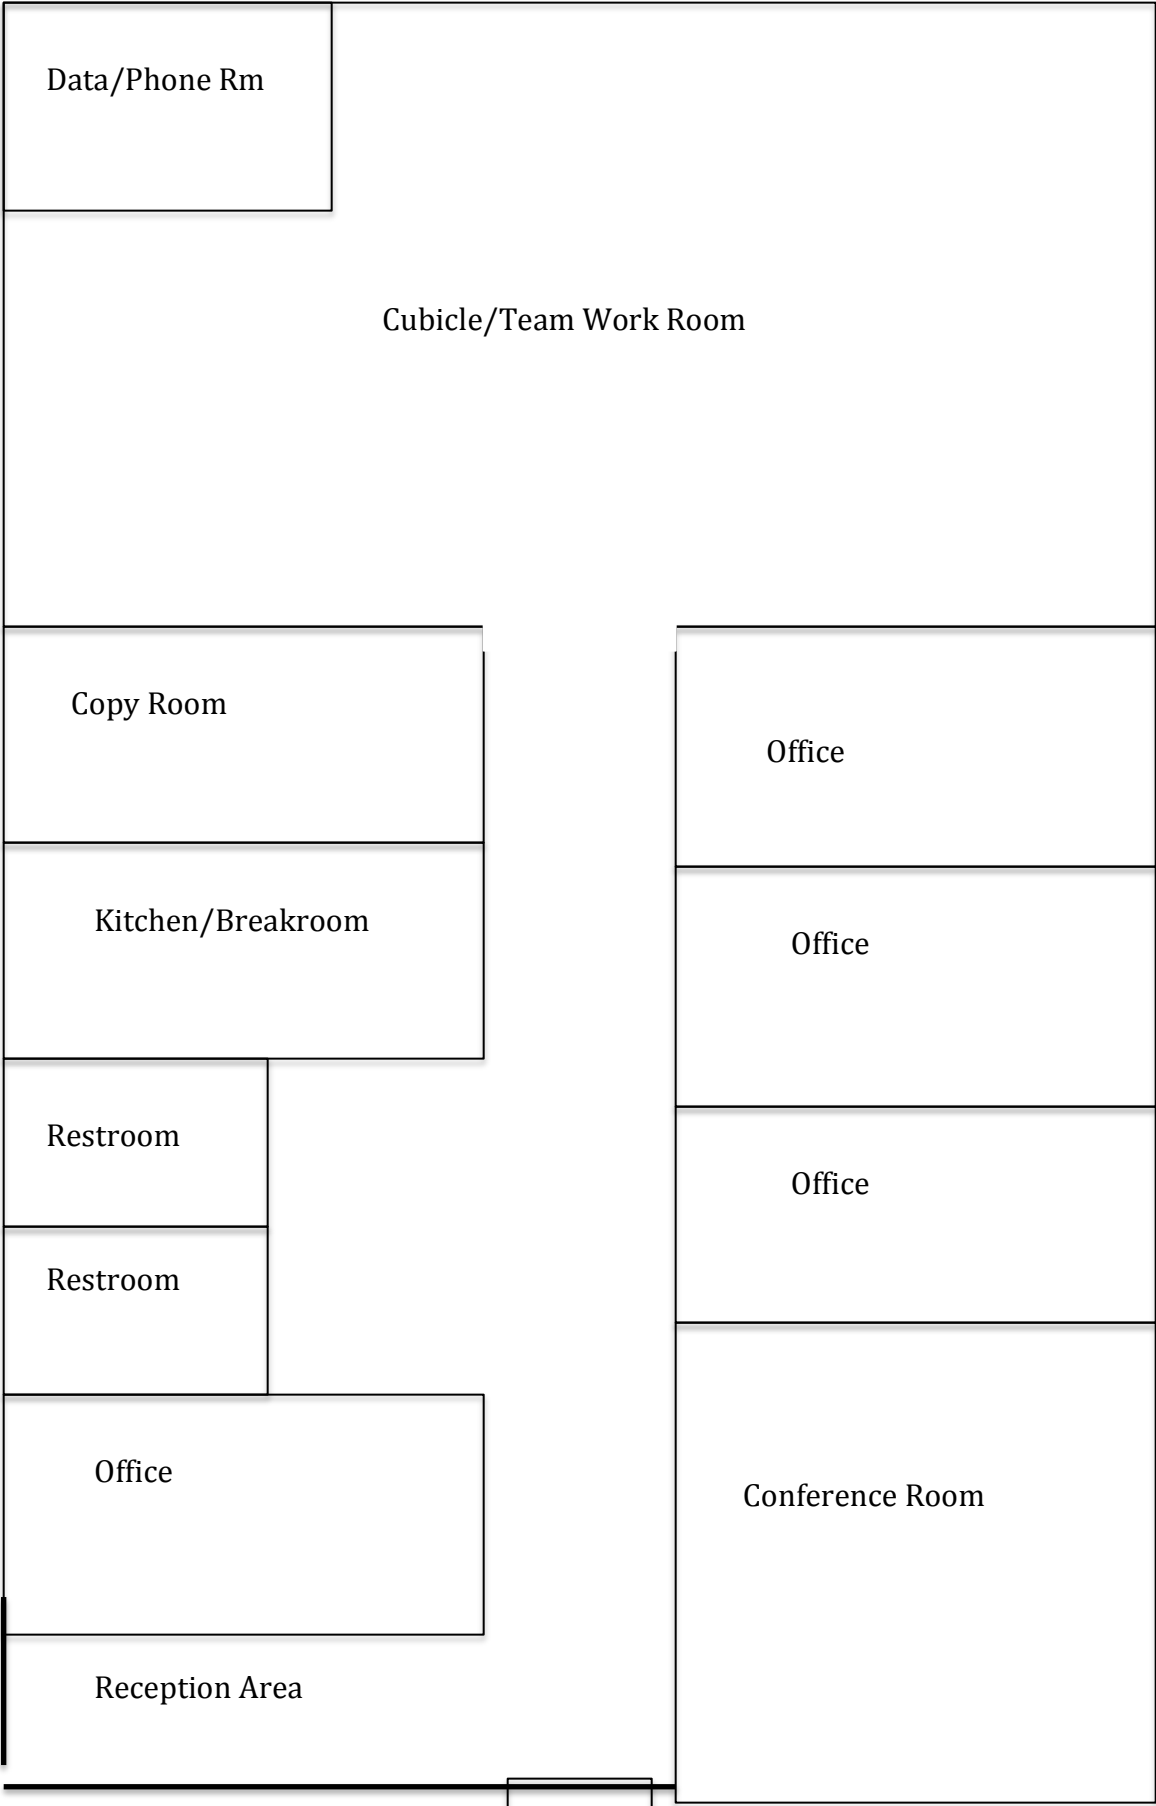 Data/Phone Rm
Cubicle/Team Work Room
Copy Room
Office
Kitchen/Breakroom
Office
Restroom
Office
Restroom
Office
Conference Room
Reception Area